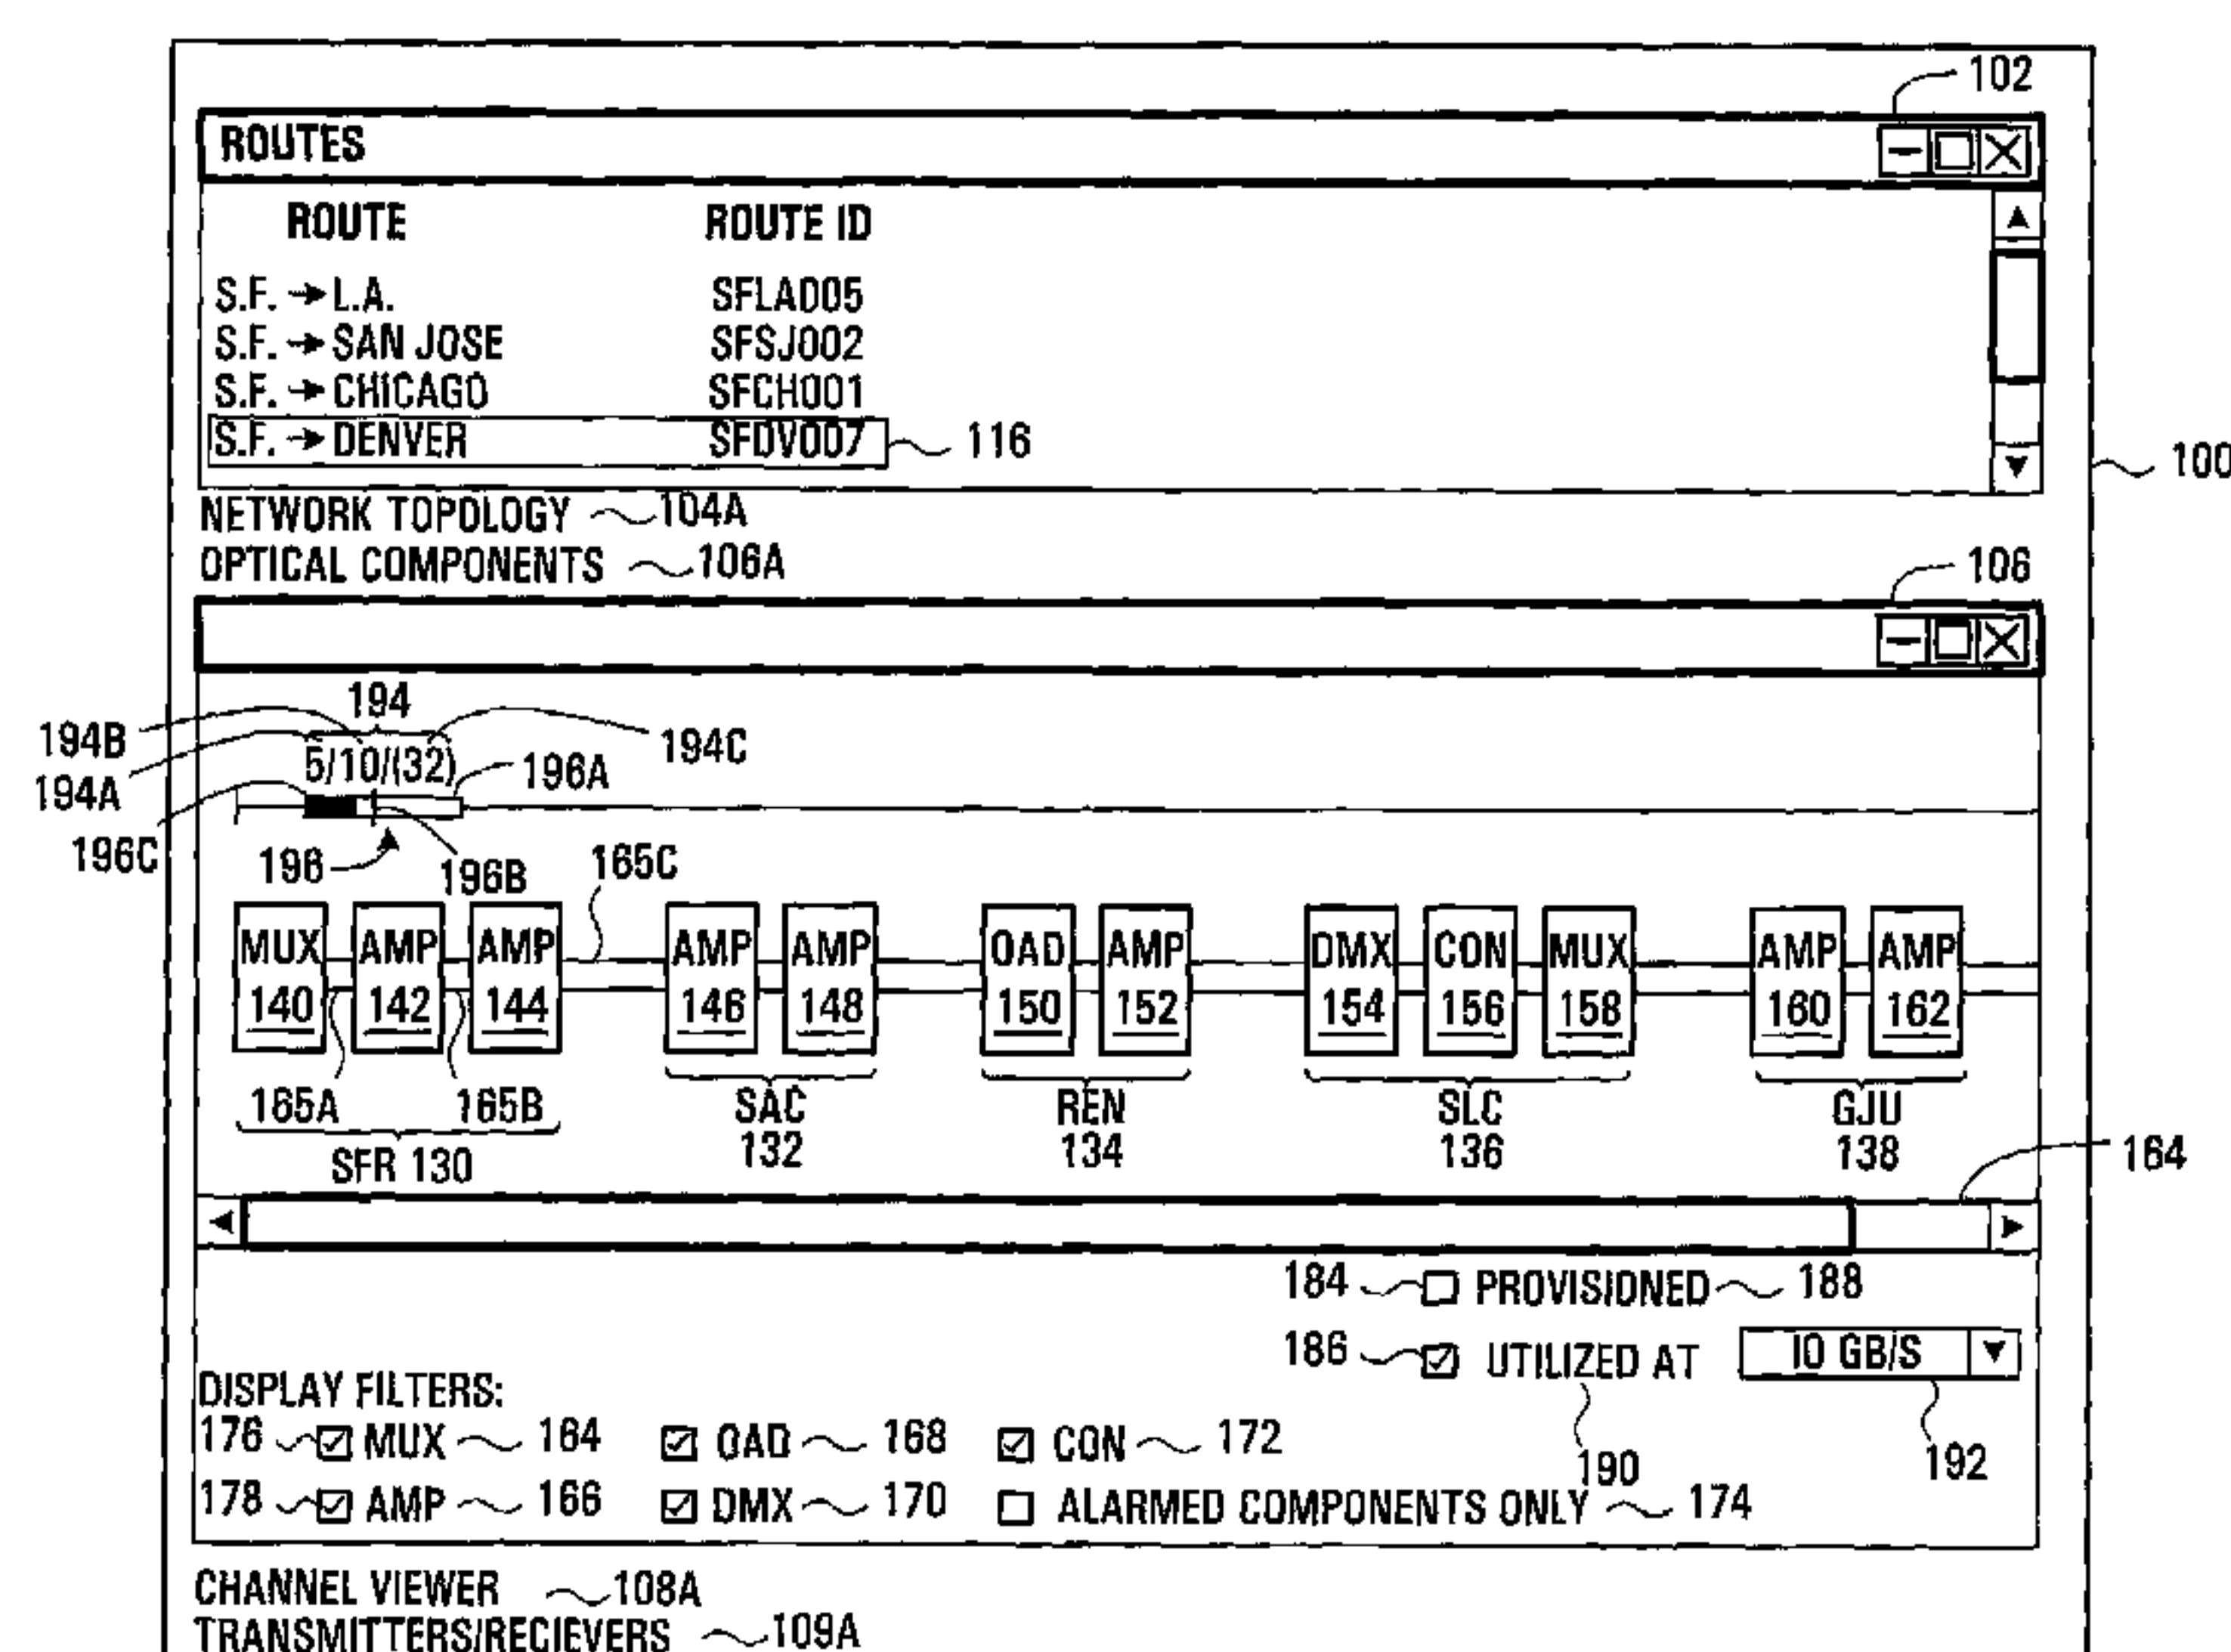 102
ROUTES
ROUTE ROUTE ID
S.F. → L.A. SFLA005
S.F. → SAN JOSE SFSJ002
S.F. → CHICAGO SFCH001
S.F. → DENVER SFDV007 116
100
NETWORK TOPOLOGY 104A
OPTICAL COMPONENTS 106A
106
194
194B 194C
5/10/(32)
194A 196A
196C 196 196B 165C
MUX AMP AMP AMP AMP OAD AMP DMX CON MUX AMP AMP
140 142 144 146 148 150 152 154 156 158 160 162
165A 165B SAC REN SLC GJU
132 134 136 138 164
SFR 130
184 PROVISIONED 188
186 UTILIZED AT 10 GB/S
DISPLAY FILTERS:
176 MUX 164 OAD 168 CON 172
190 192
178 AMP 166 DMX 170 ALARMED COMPONENTS ONLY 174
CHANNEL VIEWER 108A
TRANSMITTERS/RECIEVERS 109A